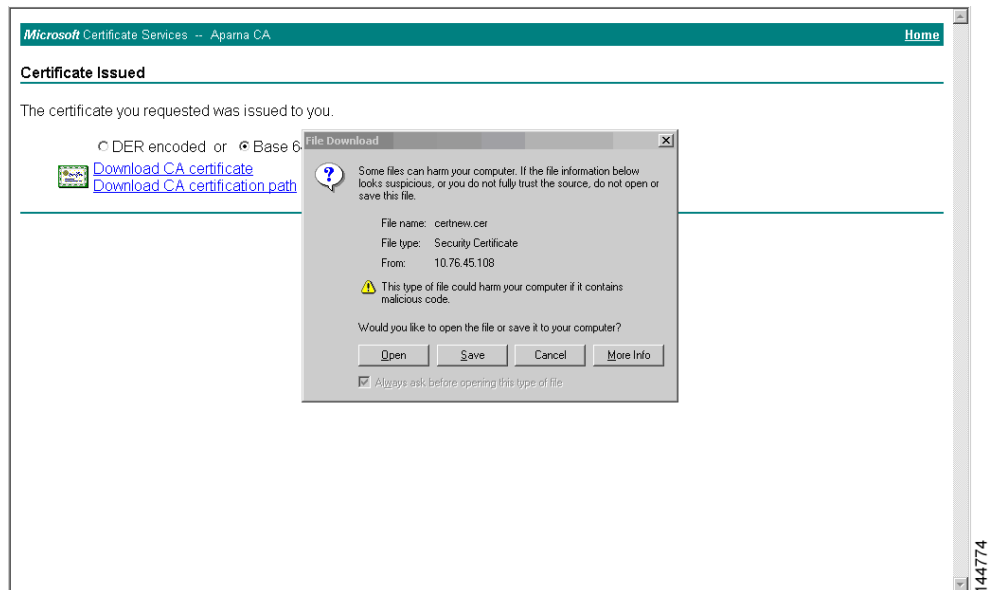 Microsoft Certificate Services -- Aparna CA Home
Certificate Issued
The certificate you requested was issued to you.
DER encoded or Base 6
Download CA certificate
Download CA certification path
File Download
Some files can harm your computer. If the file information below
looks suspicious, or you do not fully trust the source, do not open or
save this file.
File name: certnew.cer
File type: Security Certificate
From: 10.76.45.108
This type of file could harm your computer if it contains
malicious code.
Would you like to open the file or save it to your computer?
Open Save Cancel More Info
Always ask before opening this type of file
144774